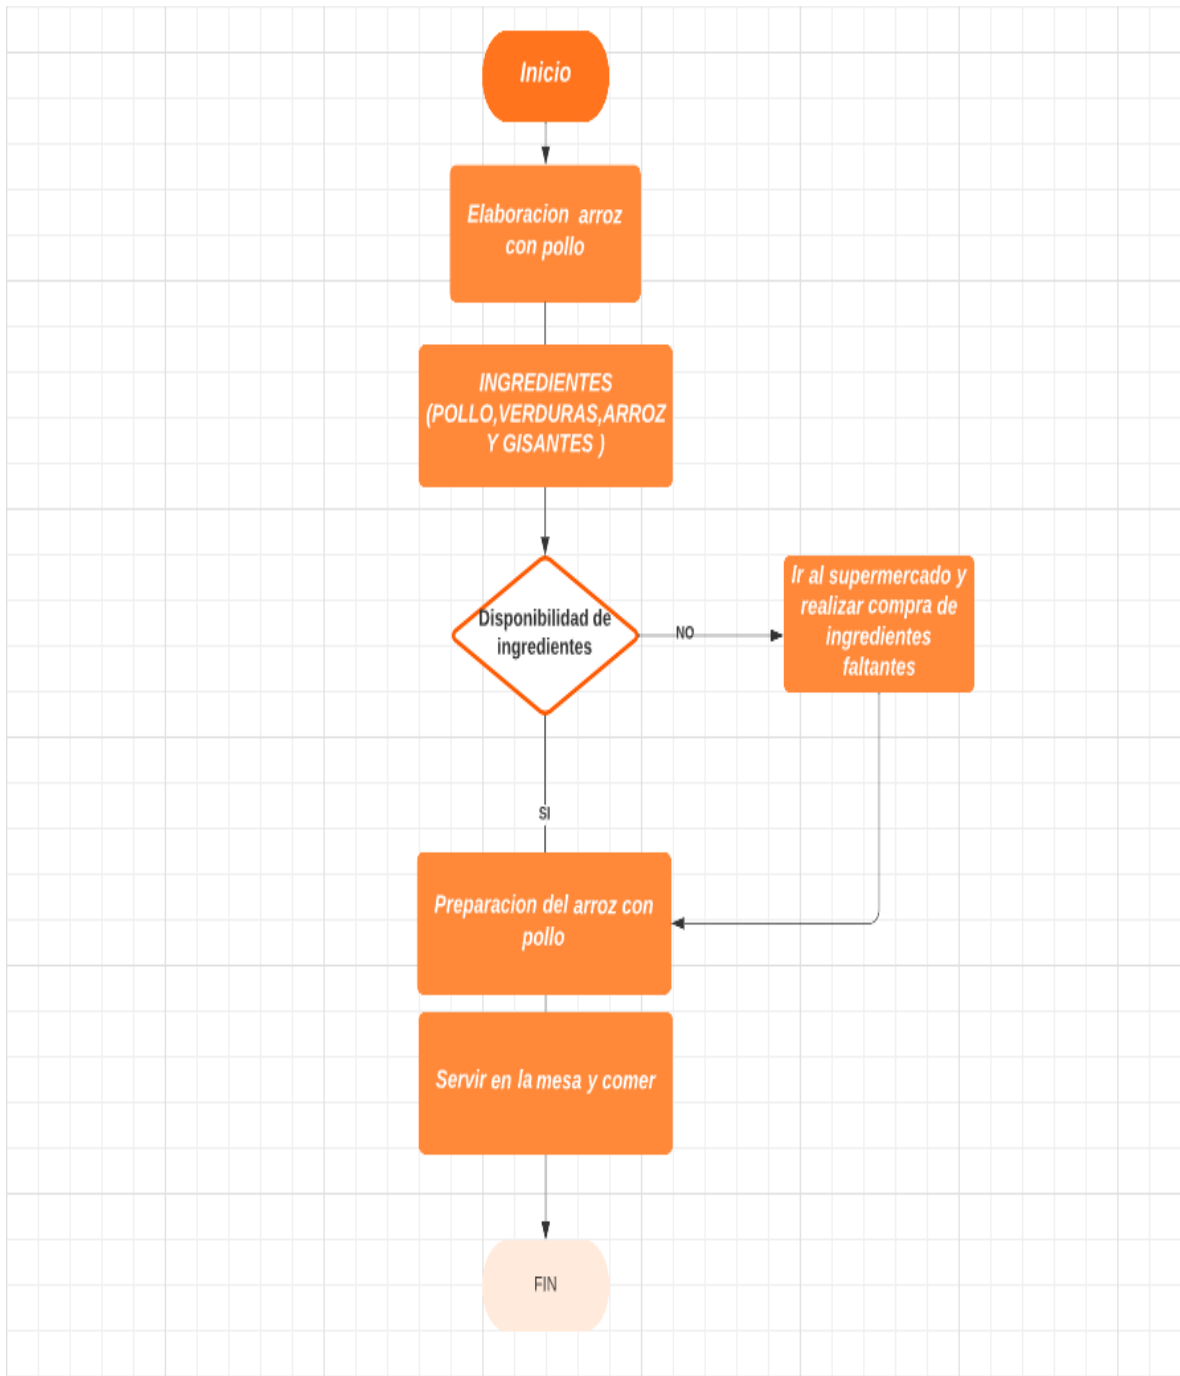 Inicio
Elaboracion arroz
con pollo
INGREDIENTES
(POLLO,VERDURAS,ARROZ
Y GISANTES )
Disponibilidad de
ingredientes
NO
Ir al supermercado y
realizar compra de
ingredientes
faltantes
SI
Preparacion del arroz con
pollo
Servir en la mesa y comer
FIN